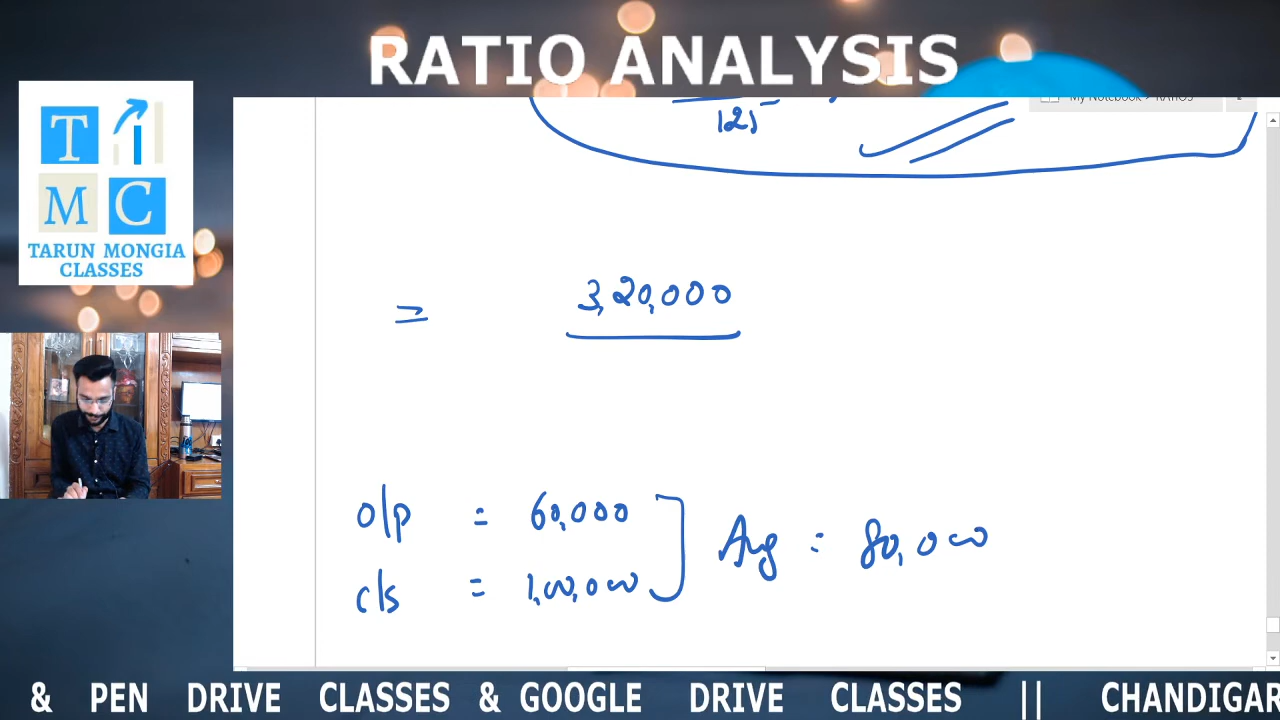 RATIO ANALYSIS
T
M C
TARUN MONGIA
CLASSES
125
= 3,20,000
o/p = 60,000
c/s = 1,00,000
Avg = 80,000
& PEN DRIVE CLASSES & GOOGLE DRIVE CLASSES || CHANDIGAR